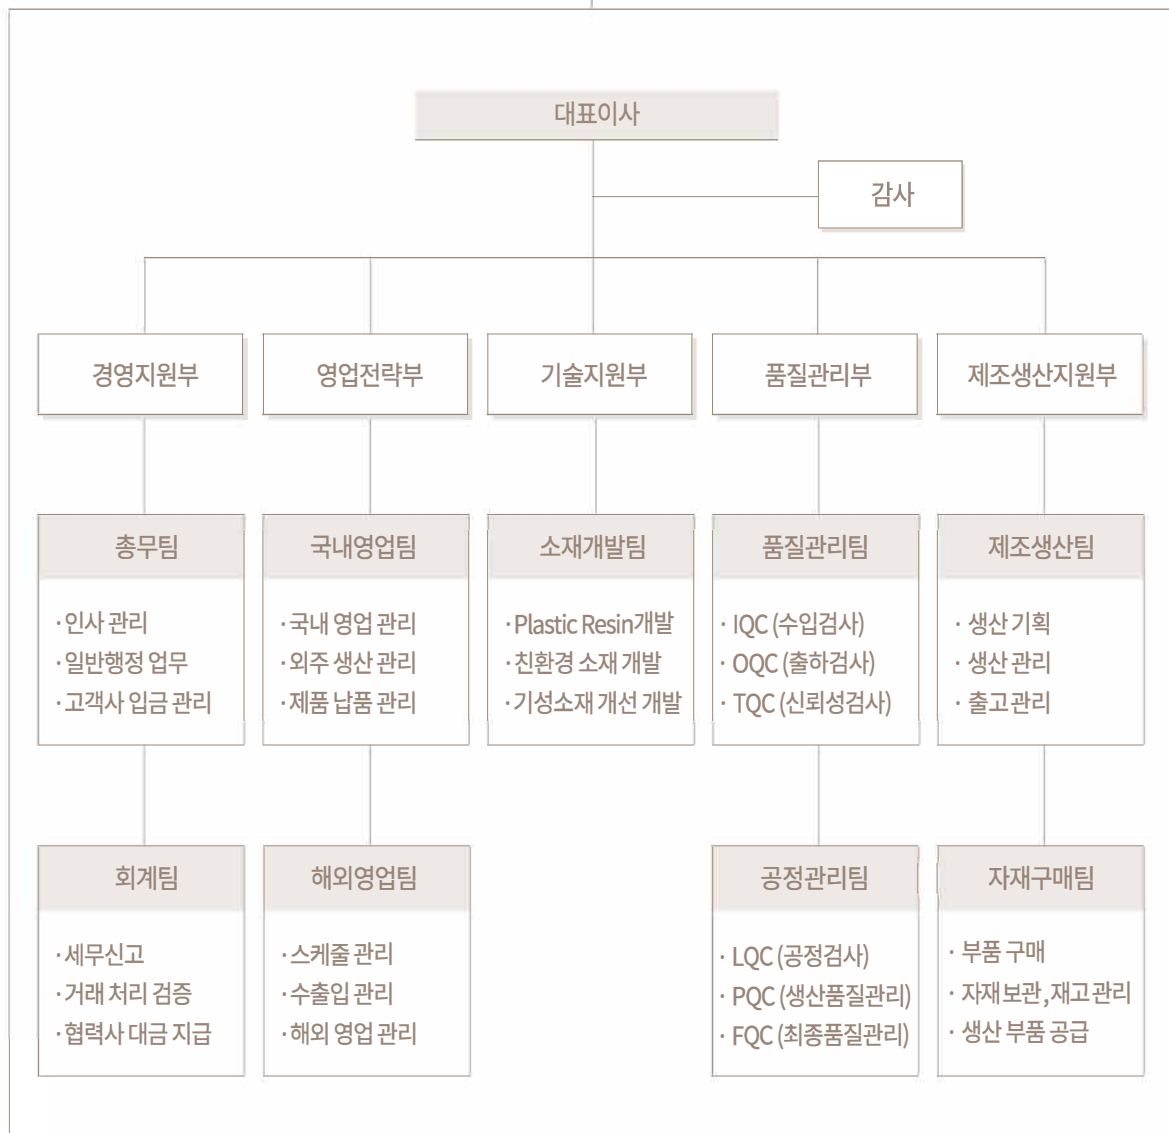 대표이사
감사
경영지원부
영업전략부
기술지원부
품질관리부
제조생산지원부
총무팀
· 인사 관리
· 일반행정 업무
· 고객사 입금 관리
국내영업팀
· 국내 영업 관리
· 외주 생산 관리
· 제품 납품 관리
소재개발팀
· Plastic Resin개발
· 친환경 소재 개발
· 기성소재 개선 개발
품질관리팀
· IQC (수입검사)
· OQC (출하검사)
· TQC (신뢰성검사)
제조생산팀
· 생산 기획
· 생산 관리
· 출고 관리
회계팀
· 세무신고
· 거래 처리 검증
· 협력사 대금 지급
해외영업팀
· 스케줄 관리
· 수출입 관리
· 해외 영업 관리
공정관리팀
· LQC (공정검사)
· PQC (생산품질관리)
· FQC (최종품질관리)
자재구매팀
· 부품 구매
· 자재 보관, 재고 관리
· 생산 부품 공급